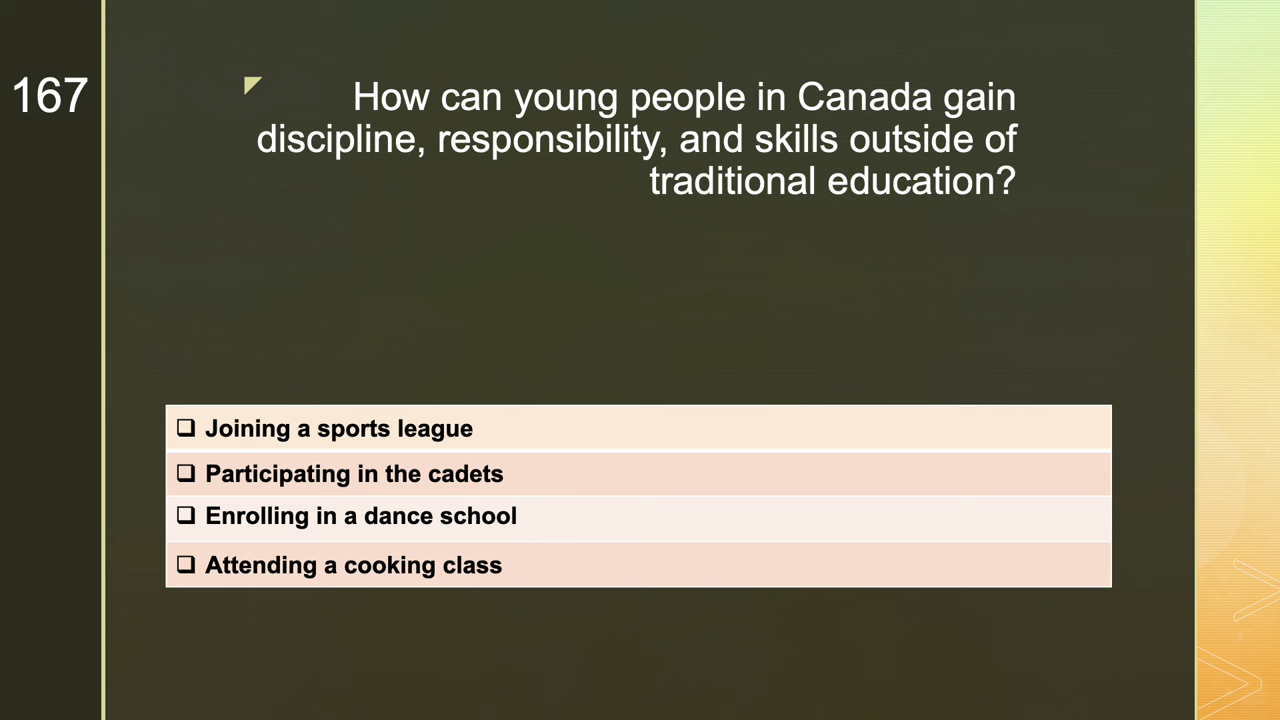 167
How can young people in Canada gain
discipline, responsibility, and skills outside of
traditional education?
Joining a sports league
Participating in the cadets
Enrolling in a dance school
Attending a cooking class